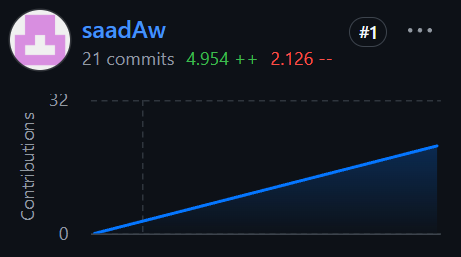 saadAw
#1
21 commits 4.954 ++ 2.126 --
32
Contributions
0